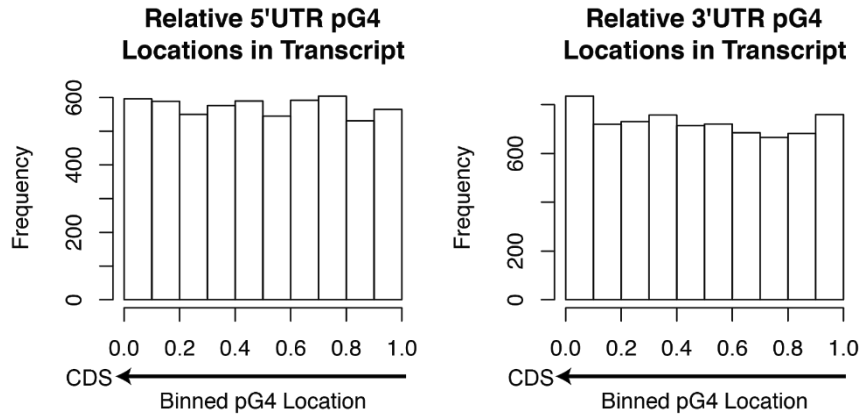 Relative 5'UTR pG4
Locations in Transcript
Frequency
600
400
200
0
0.0 0.2 0.4 0.6 0.8 1.0
CDS
Binned pG4 Location
Relative 3'UTR pG4
Locations in Transcript
Frequency
600
200
0
0.0 0.2 0.4 0.6 0.8 1.0
CDS
Binned pG4 Location